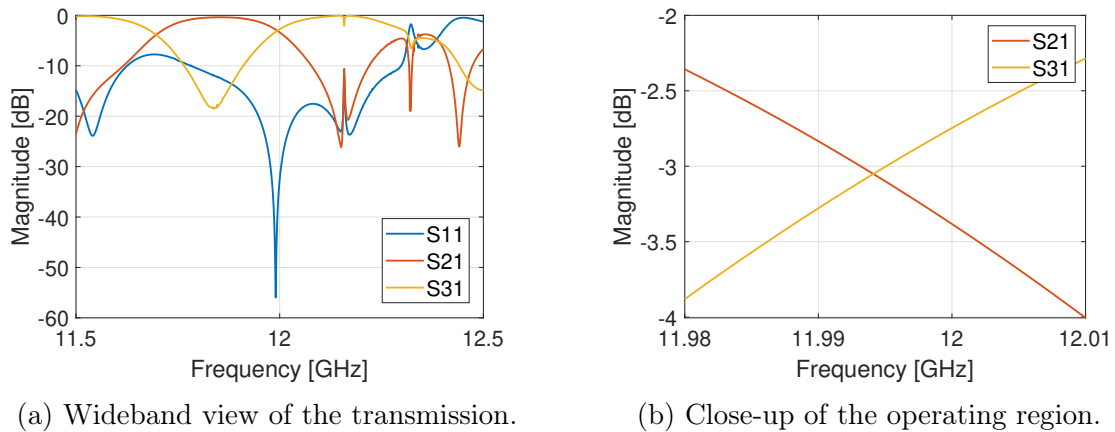 0
-10
-20
-30
-40
-50
-60
Magnitude [dB]
S11
S21
S31
11.5
12
12.5
Frequency [GHz]
(a) Wideband view of the transmission.
-2
-2.5
-3
-3.5
-4
Magnitude [dB]
S21
S31
11.98
11.99
12
12.01
Frequency [GHz]
(b) Close-up of the operating region.